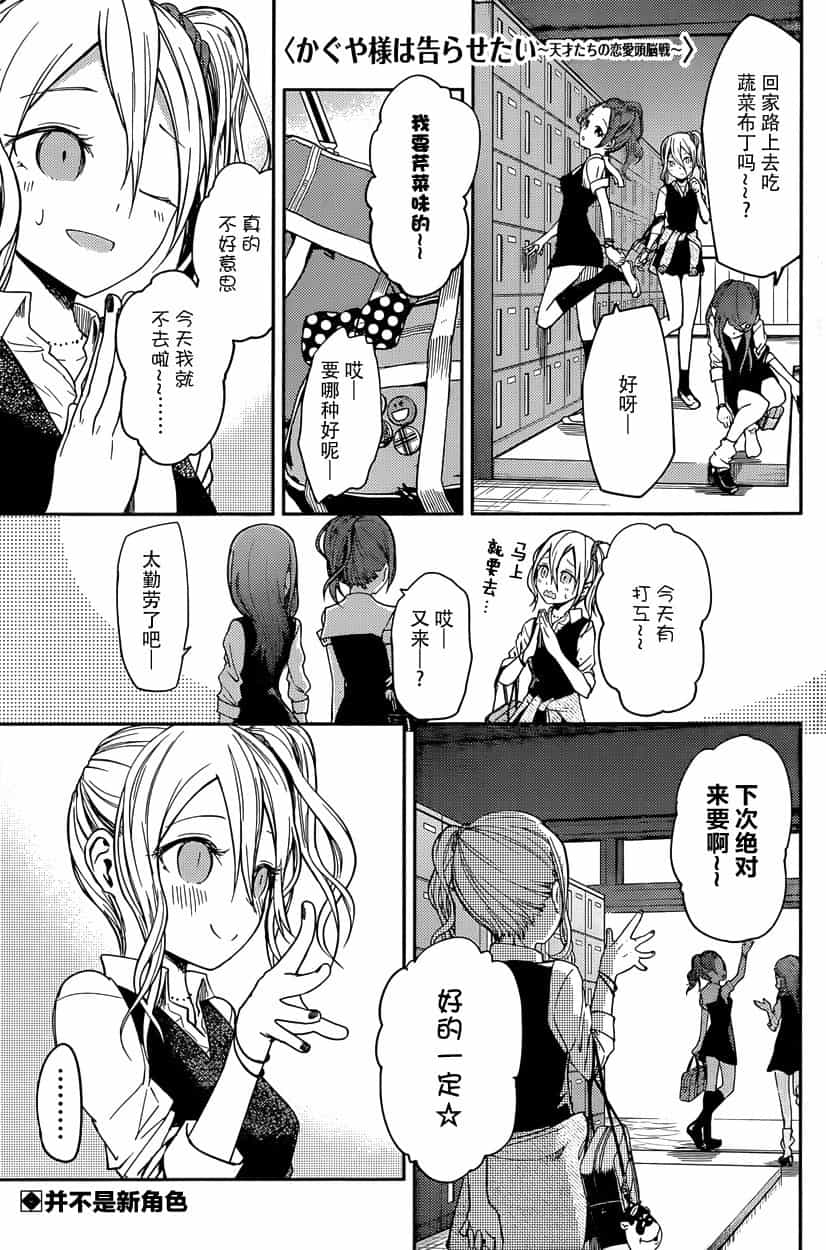 〈かぐや様は告らせたい~天才たちの恋愛頭脳戦~〉
回家路上去吃
蔬菜布丁吗~~?
好呀—
我要芹菜味的~
哎—
要哪种好呢—
真的
不好意思
今天我就
不去啦~~……
今天有
打工~~
马上
就要去…
哎—
又来—?
太勤劳了吧—
下次绝对
来要啊~~
好的一定☆
………
并不是新角色